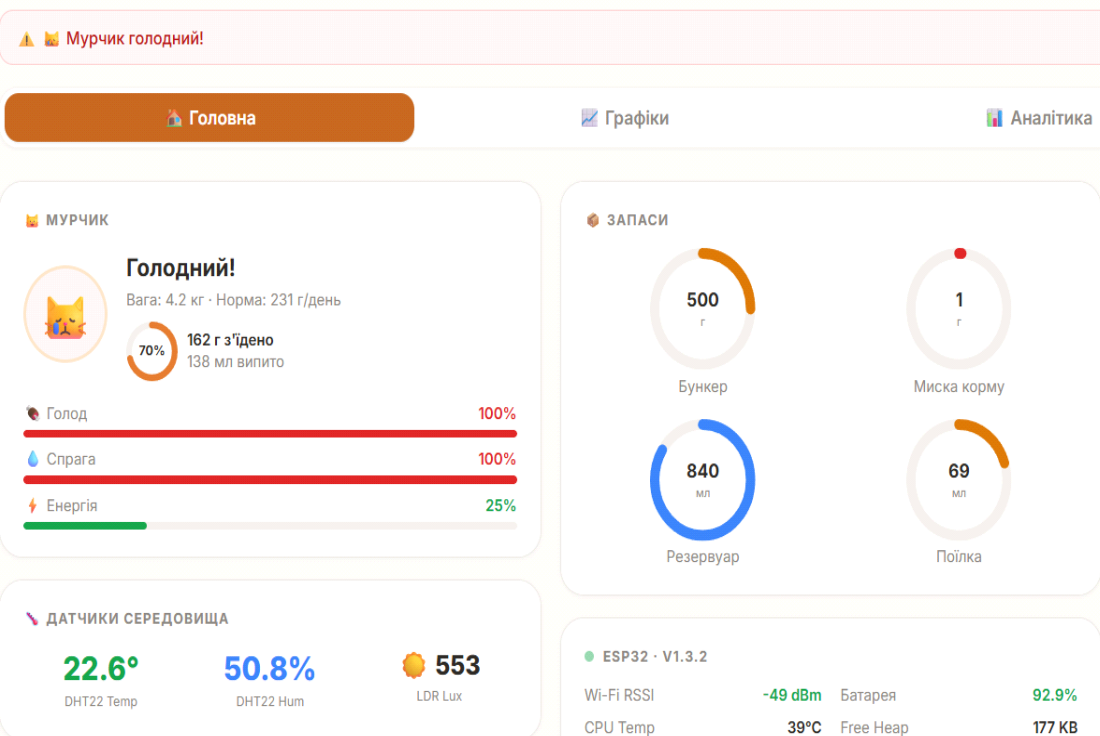 Мурчик голодний!
Головна
Графіки
Аналітика
МУРЧИК
Голодний!
Вага: 4.2 кг · Норма: 231 г/день
70%
162 г з'їдено
138 мл випито
Голод 100%
Спрага 100%
Енергія 25%
ЗАПАСИ
500
г
Бункер
1
г
Миска корму
840
мл
Резервуар
69
мл
Поїлка
ДАТЧИКИ СЕРЕДОВИЩА
22.6°
DHT22 Temp
50.8%
DHT22 Hum
553
LDR Lux
ESP32 · V1.3.2
Wi-Fi RSSI -49 dBm
Батарея 92.9%
CPU Temp 39°C
Free Heap 177 KB